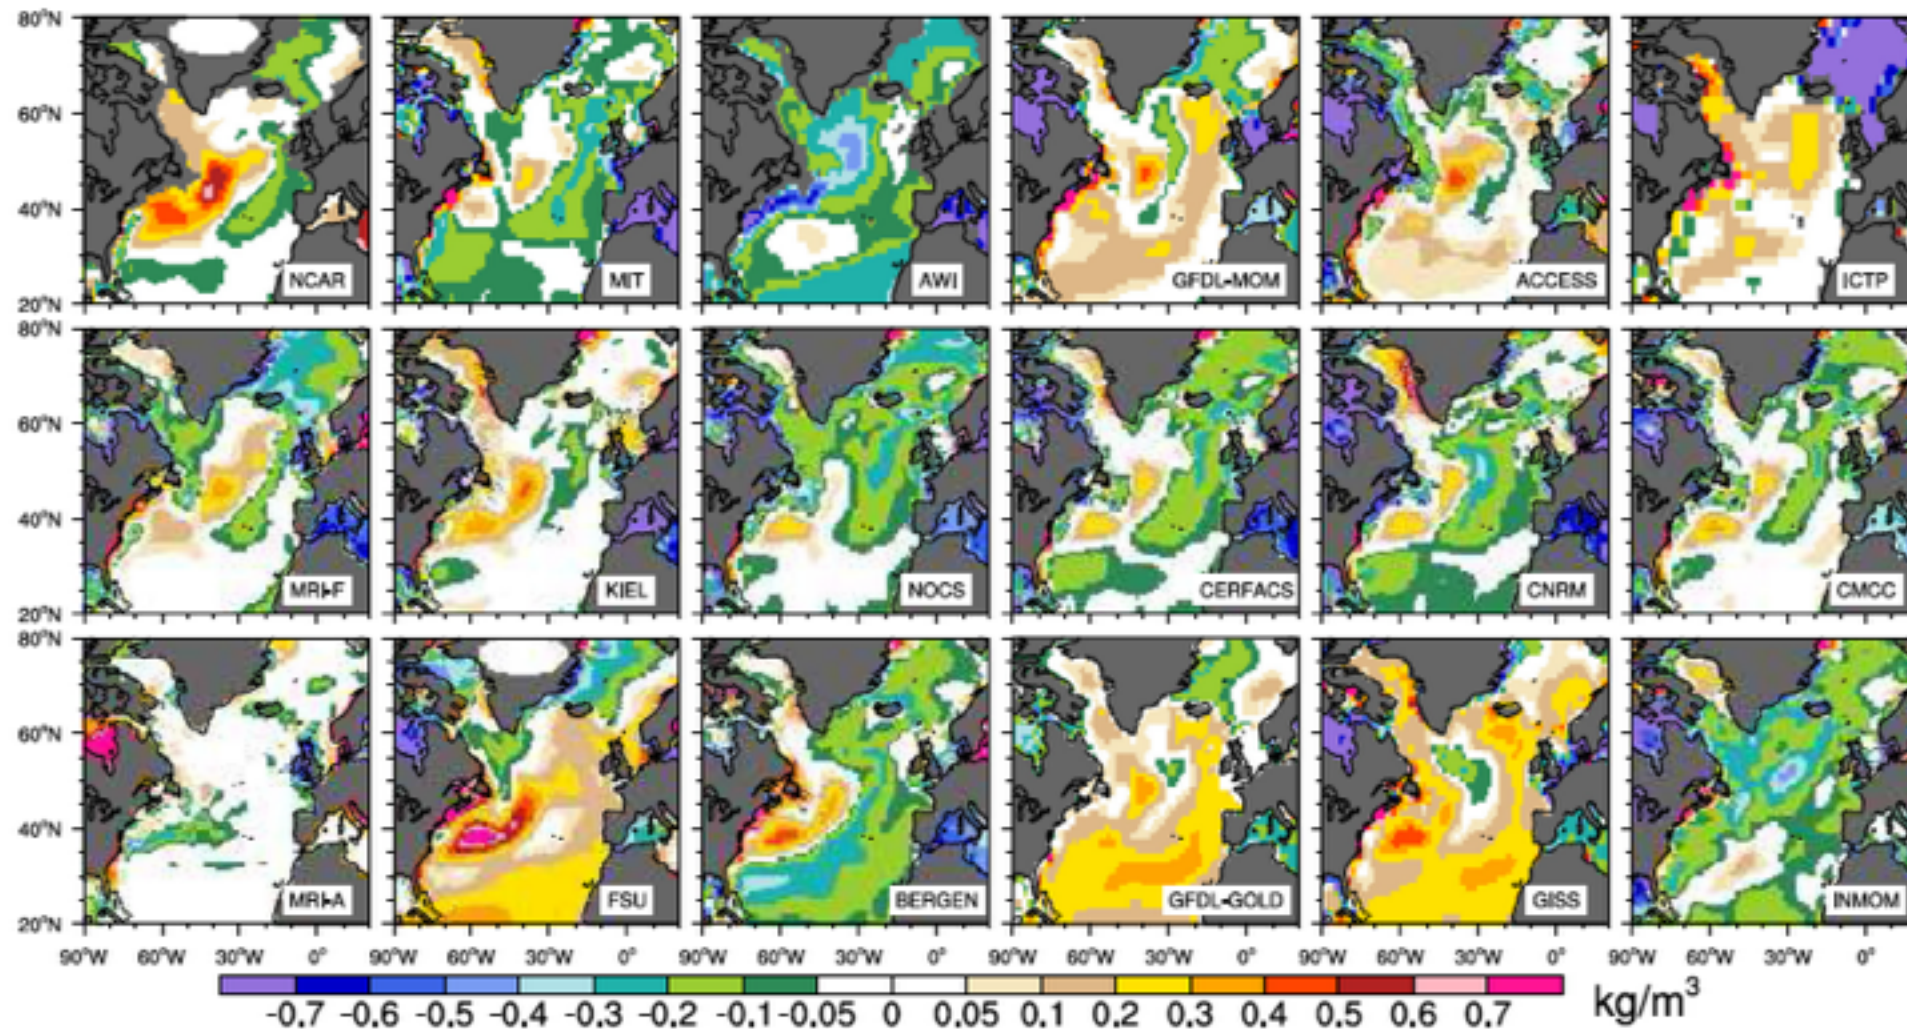 80°N
60°N
40°N
20°N
NCAR
MIT
AWI
GFDL-MOM
ACCESS
ICTP
80°N
60°N
40°N
20°N
MRI-F
KIEL
NOCS
CERFACS
CNRM
CMCC
80°N
60°N
40°N
20°N
MRI-A
FSU
BERGEN
GFDL-GOLD
GISS
INMOM
90°W 60°W 30°W 0° 90°W 60°W 30°W 0° 90°W 60°W 30°W 0° 90°W 60°W 30°W 0° 90°W 60°W 30°W 0° 90°W 60°W 30°W 0°
-0.7 -0.6 -0.5 -0.4 -0.3 -0.2 -0.1 -0.05 0 0.05 0.1 0.2 0.3 0.4 0.5 0.6 0.7 kg/m³